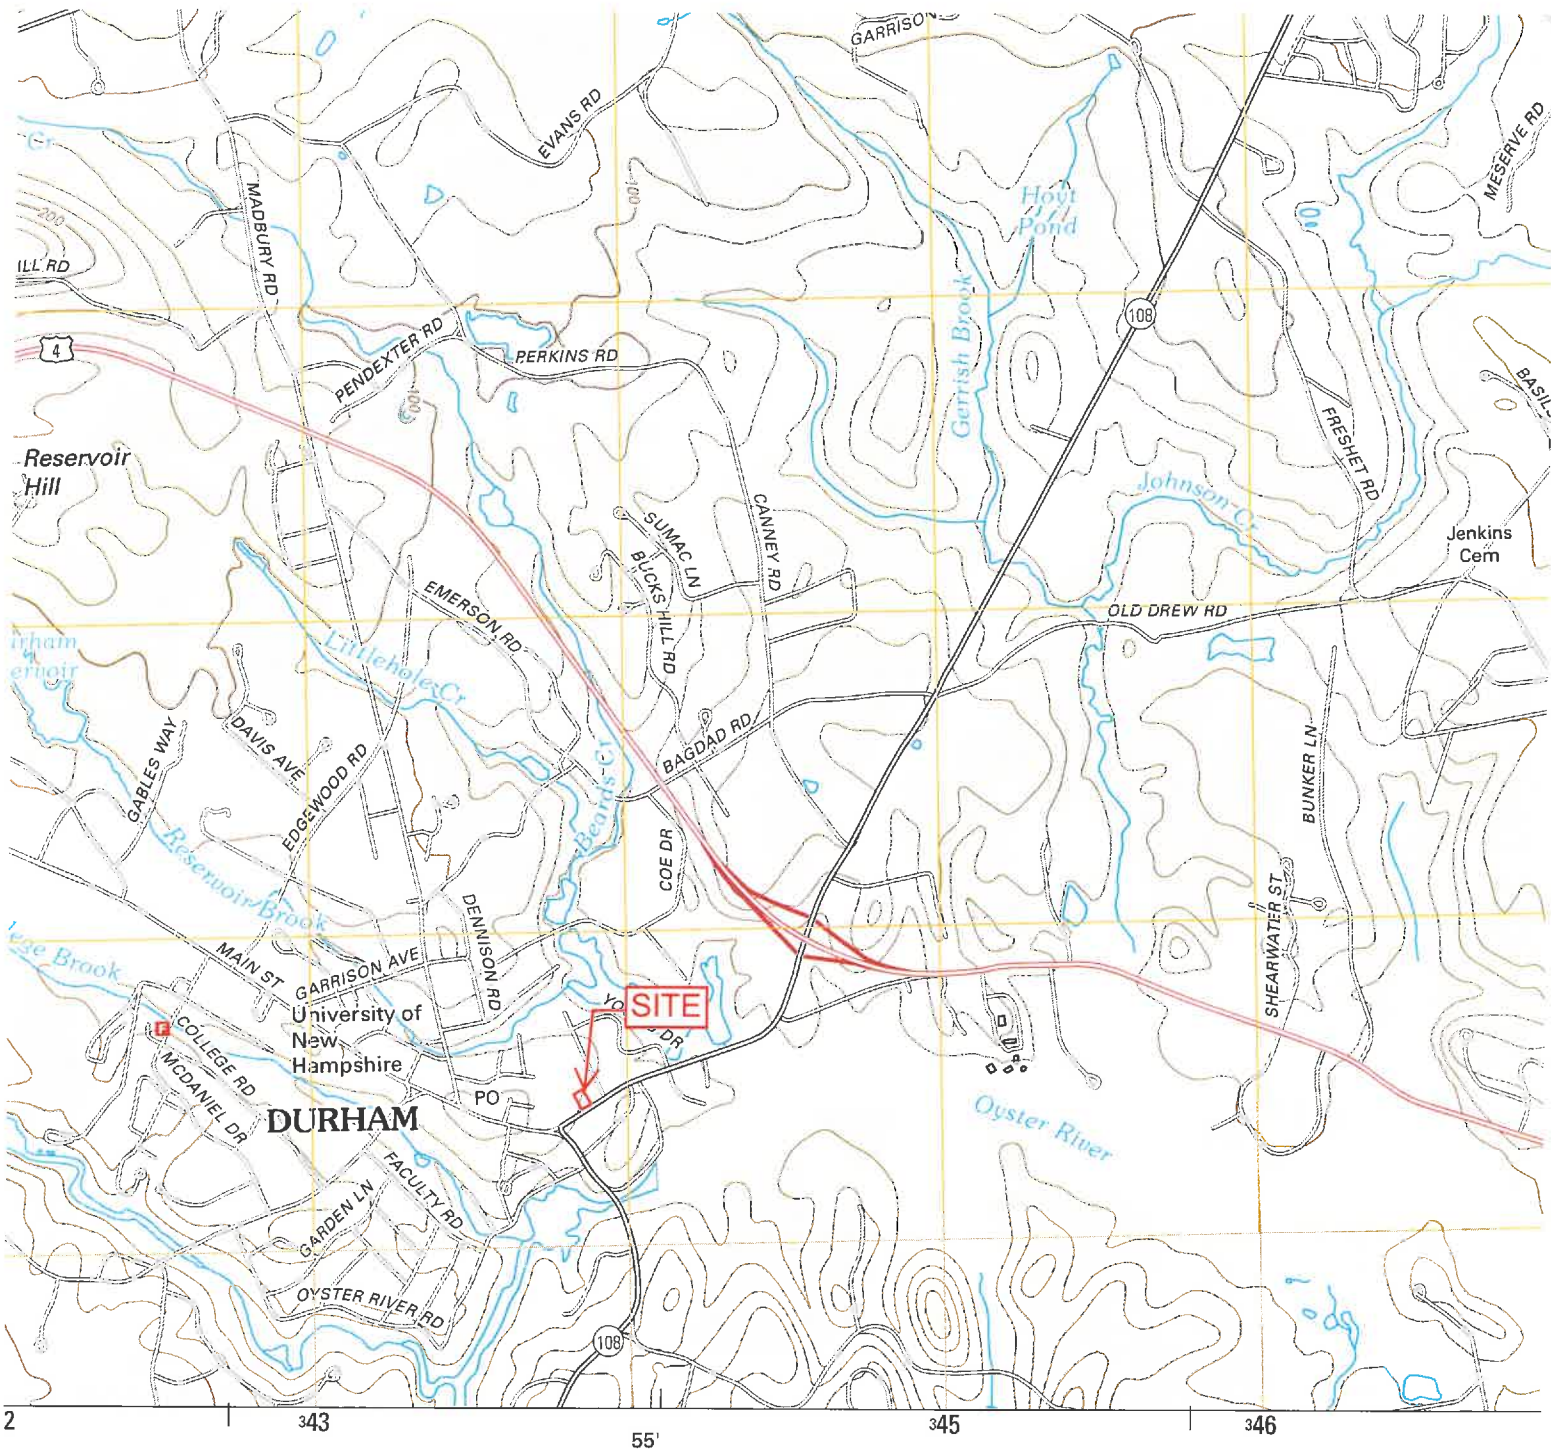 GARRISON
EVANS RD
MESERVE RD
Cr
MADBURY RD
200
100
Hoyt
Pond
ILL RD
108
4
PENDEXTER RD
PERKINS RD
Gerrish Brook
BASIL
100
FRESHET RD
Reservoir
Hill
Johnson Cr
CANNEY RD
SUMAC LN
BUCKS HILL RD
Jenkins
Cem
EMERSON RD
OLD DREW RD
Littlehole Cr
irham
ervoir
DAVIS AVE
GABLES WAY
EDGEWOOD RD
BAGDAD RD
BUNKER LN
Beards Cr
COE DR
Reservoir Brook
DENNISON RD
SHEARWATER ST
lege Brook
MAIN ST
GARRISON AVE
SITE
DR
F
University of
New
Hampshire
COLLEGE RD
MCDANIEL DR
PO
DURHAM
Oyster River
FACULTY RD
GARDEN LN
OYSTER RIVER RD
108
2
343
55'
345
346